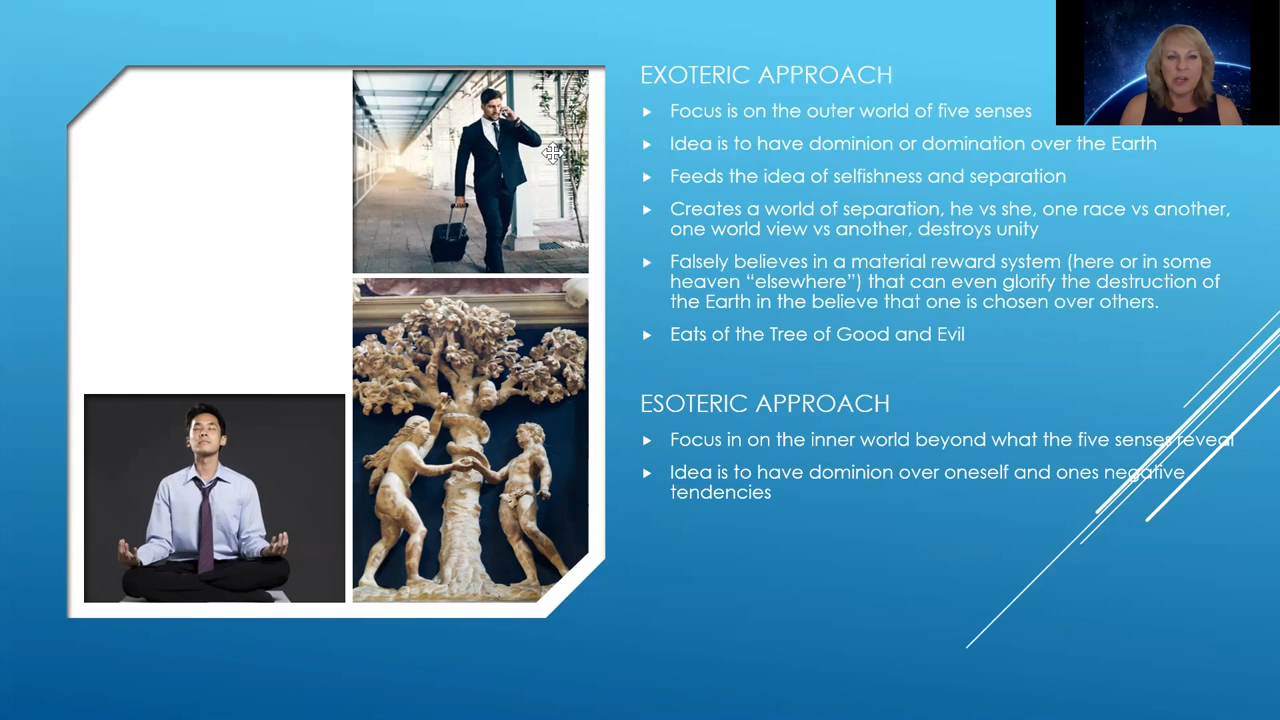 EXOTERIC APPROACH
Focus is on the outer world of five senses
Idea is to have dominion or domination over the Earth
Feeds the idea of selfishness and separation
Creates a world of separation, he vs she, one race vs another,
one world view vs another, destroys unity
Falsely believes in a material reward system (here or in some
heaven “elsewhere”) that can even glorify the destruction of
the Earth in the believe that one is chosen over others.
Eats of the Tree of Good and Evil
ESOTERIC APPROACH
Focus in on the inner world beyond what the five senses reveal
Idea is to have dominion over oneself and ones negative
tendencies